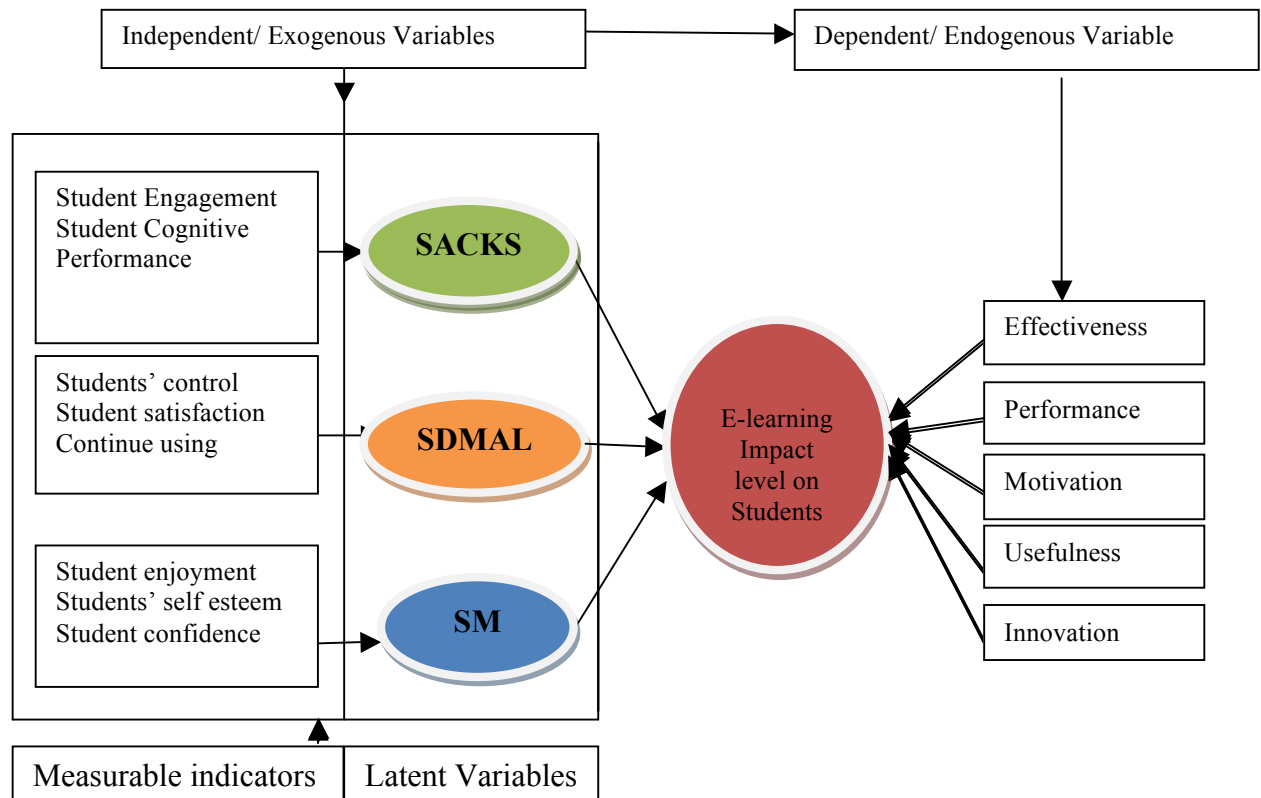 Independent/ Exogenous Variables
Dependent/ Endogenous Variable
Student Engagement
Student Cognitive
Performance
SACKS
Students’ control
Student satisfaction
Continue using
SDMAL
Student enjoyment
Students’ self esteem
Student confidence
SM
E-learning
Impact
level on
Students
Effectiveness
Performance
Motivation
Usefulness
Innovation
Measurable indicators
Latent Variables